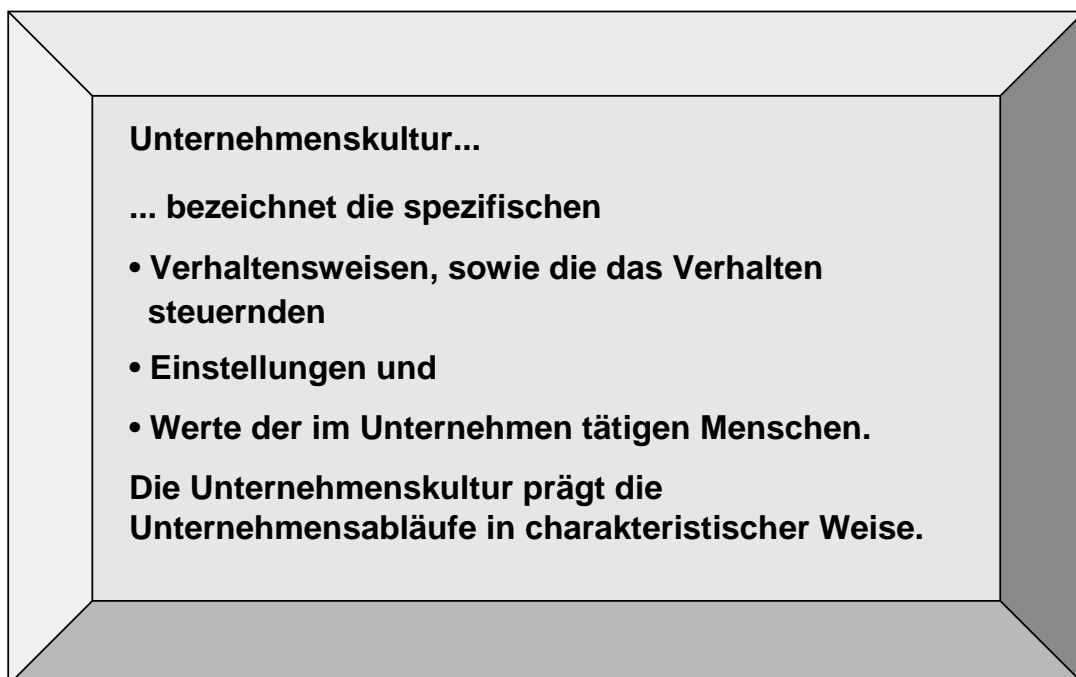 Unternehmenskultur...
... bezeichnet die spezifischen
• Verhaltensweisen, sowie die das Verhalten
steuernden
• Einstellungen und
• Werte der im Unternehmen tätigen Menschen.
Die Unternehmenskultur prägt die
Unternehmensabläufe in charakteristischer Weise.